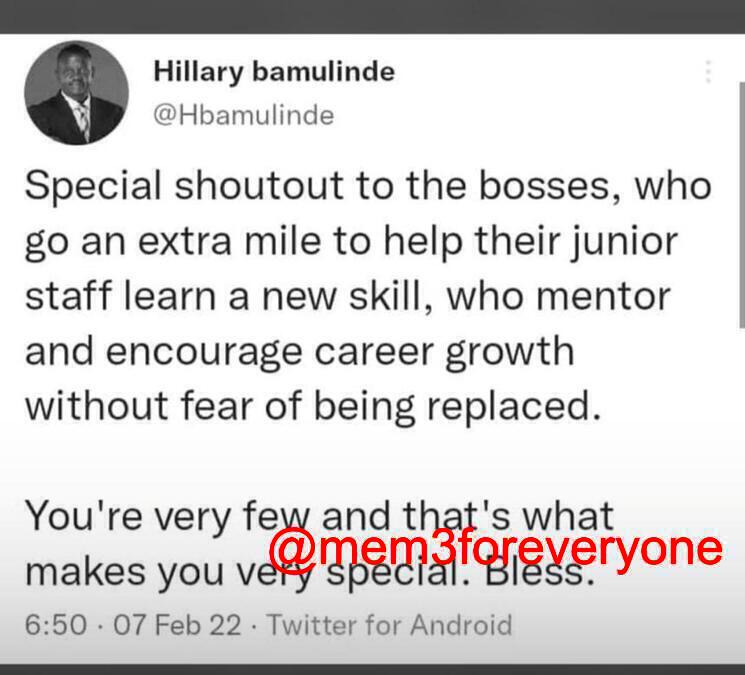 Hillary bamulinde
@Hbamulinde
Special shoutout to the bosses, who
go an extra mile to help their junior
staff learn a new skill, who mentor
and encourage career growth
without fear of being replaced.
You're very few and that's what
@mem3foreveryone
makes you very special. Bless.
6:50 · 07 Feb 22 · Twitter for Android